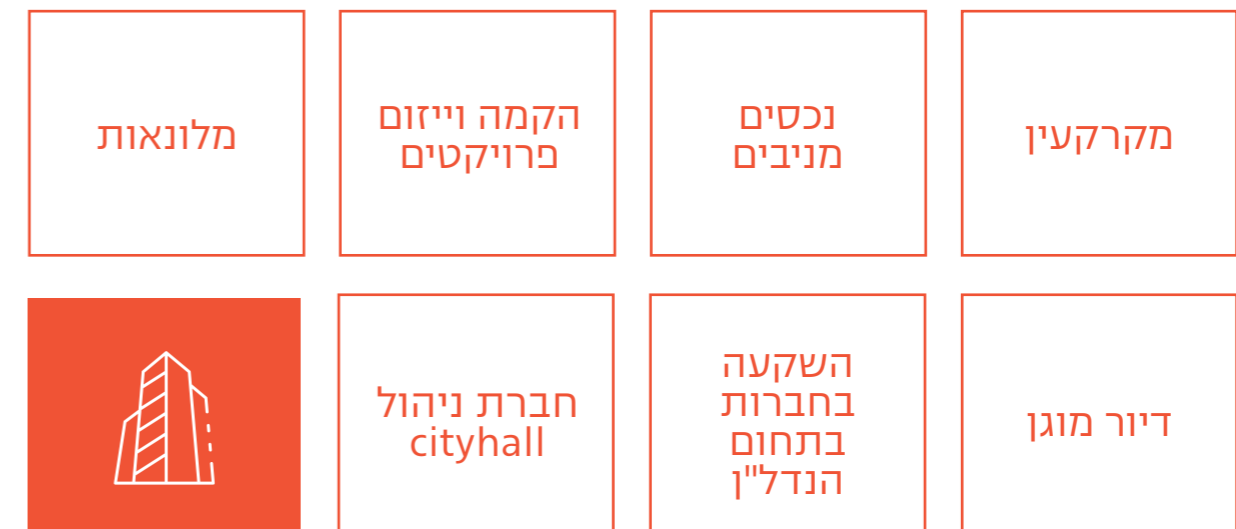 מקרקעין
נכסים
מניבים
הקמה וייזום
פרויקטים
מלונאות
דיור מוגן
השקעה
בחברות
בתחום
הנדל"ן
חברת ניהול
cityhall